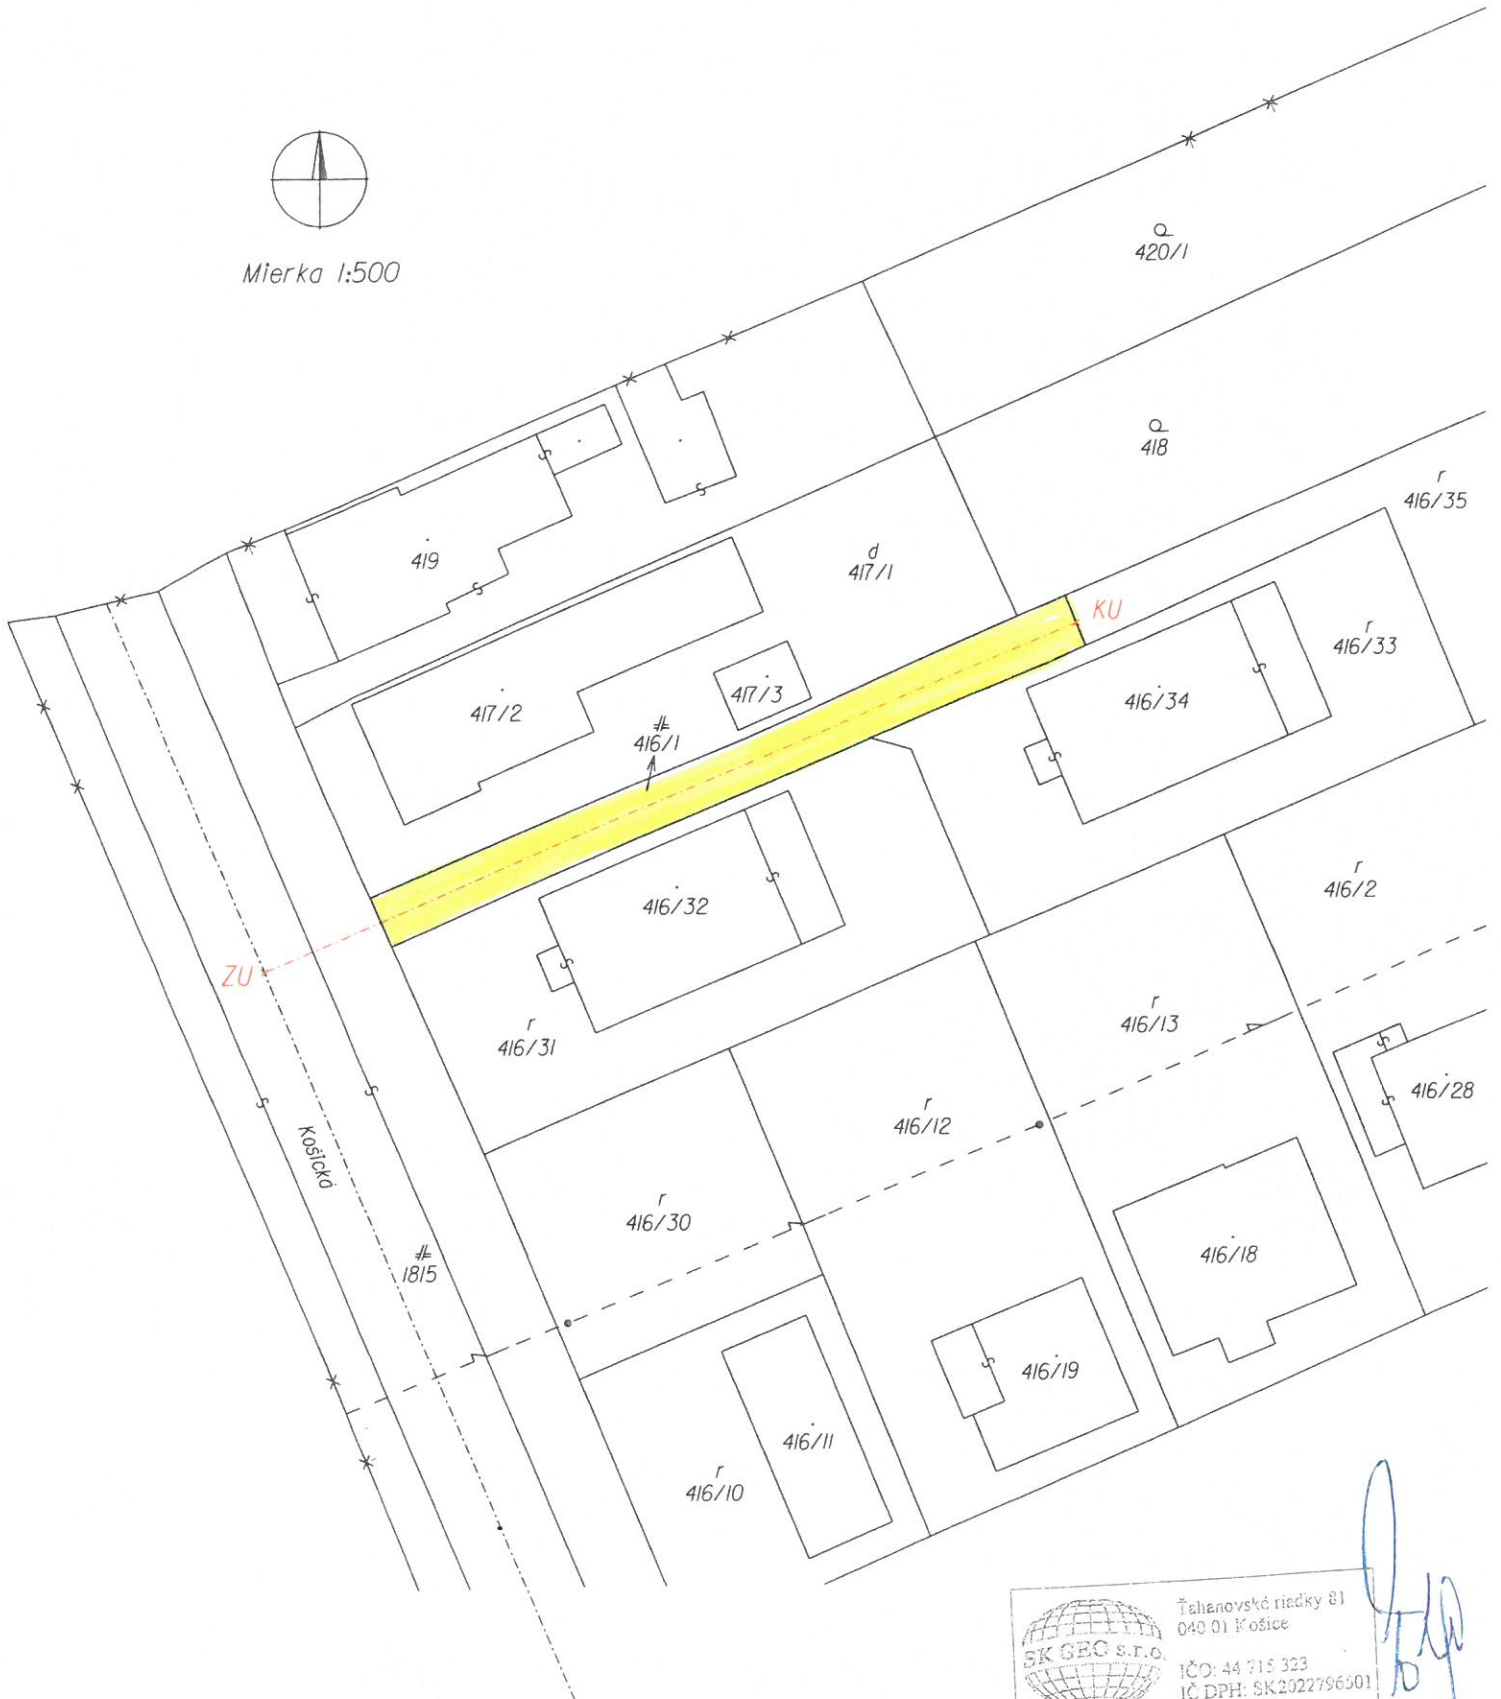 Mierka 1:500
420/1
418
r
416/35
419
d
417/1
KU
r
416/33
417/2
417/3
416/34
416/1
r
416/2
416/32
ZU
r
416/31
r
416/13
416/28
r
416/12
Košická
r
416/30
416/18
1815
416/19
416/11
r
416/10
Ťahanovské riadky 81
040 01 Košice
SK GEO s.r.o.
IČO: 44 715 323
IČ DPH: SK2022796501